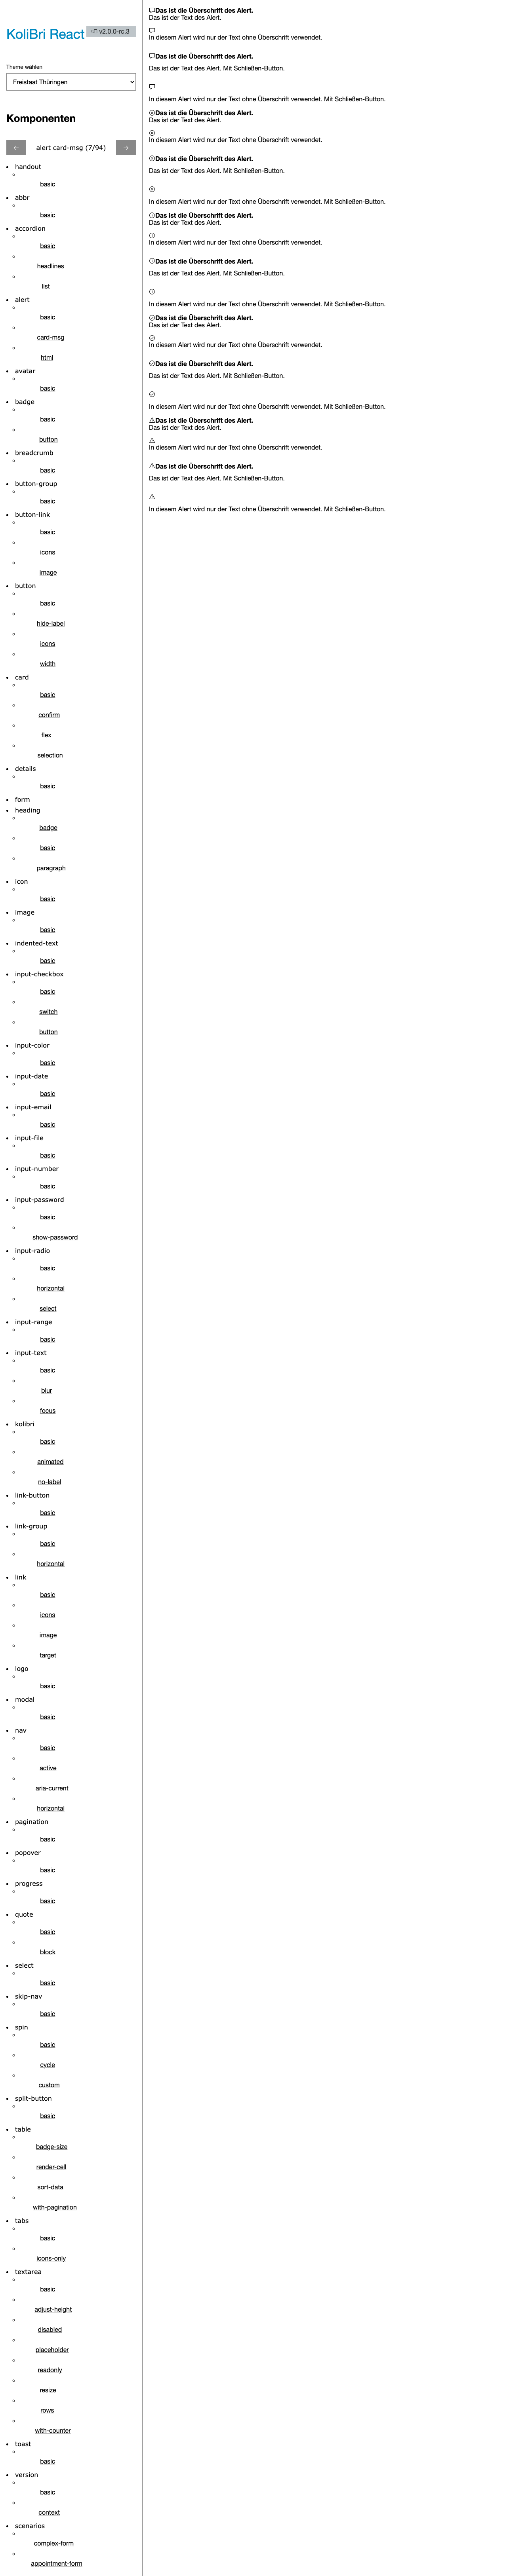 KoliBri React
v2.0.0-rc.3
Theme wählen
Freistaat Thüringen
Komponenten
alert card-msg (7/94)
handout
basic
abbr
basic
accordion
basic
headlines
list
alert
basic
card-msg
html
avatar
basic
badge
basic
button
breadcrumb
basic
button-group
basic
button-link
basic
icons
image
button
basic
hide-label
icons
width
card
basic
confirm
flex
selection
details
basic
form
heading
badge
basic
paragraph
icon
basic
image
basic
indented-text
basic
input-checkbox
basic
switch
button
input-color
basic
input-date
basic
input-email
basic
input-file
basic
input-number
basic
input-password
basic
show-password
input-radio
basic
horizontal
select
input-range
basic
input-text
basic
blur
focus
kolibri
basic
animated
no-label
link-button
basic
link-group
basic
horizontal
link
basic
icons
image
target
logo
basic
modal
basic
nav
basic
active
aria-current
horizontal
pagination
basic
popover
basic
progress
basic
quote
basic
block
select
basic
skip-nav
basic
spin
basic
cycle
custom
split-button
basic
table
badge-size
render-cell
sort-data
with-pagination
tabs
basic
icons-only
textarea
basic
adjust-height
disabled
placeholder
readonly
resize
rows
with-counter
toast
basic
version
basic
context
scenarios
complex-form
appointment-form
Das ist die Überschrift des Alert.
Das ist der Text des Alert.
In diesem Alert wird nur der Text ohne Überschrift verwendet.
Das ist die Überschrift des Alert.
Das ist der Text des Alert. Mit Schließen-Button.
In diesem Alert wird nur der Text ohne Überschrift verwendet. Mit Schließen-Button.
Das ist die Überschrift des Alert.
Das ist der Text des Alert.
In diesem Alert wird nur der Text ohne Überschrift verwendet.
Das ist die Überschrift des Alert.
Das ist der Text des Alert. Mit Schließen-Button.
In diesem Alert wird nur der Text ohne Überschrift verwendet. Mit Schließen-Button.
Das ist die Überschrift des Alert.
Das ist der Text des Alert.
In diesem Alert wird nur der Text ohne Überschrift verwendet.
Das ist die Überschrift des Alert.
Das ist der Text des Alert. Mit Schließen-Button.
In diesem Alert wird nur der Text ohne Überschrift verwendet. Mit Schließen-Button.
Das ist die Überschrift des Alert.
Das ist der Text des Alert.
In diesem Alert wird nur der Text ohne Überschrift verwendet.
Das ist die Überschrift des Alert.
Das ist der Text des Alert. Mit Schließen-Button.
In diesem Alert wird nur der Text ohne Überschrift verwendet. Mit Schließen-Button.
Das ist die Überschrift des Alert.
Das ist der Text des Alert.
In diesem Alert wird nur der Text ohne Überschrift verwendet.
Das ist die Überschrift des Alert.
Das ist der Text des Alert. Mit Schließen-Button.
In diesem Alert wird nur der Text ohne Überschrift verwendet. Mit Schließen-Button.